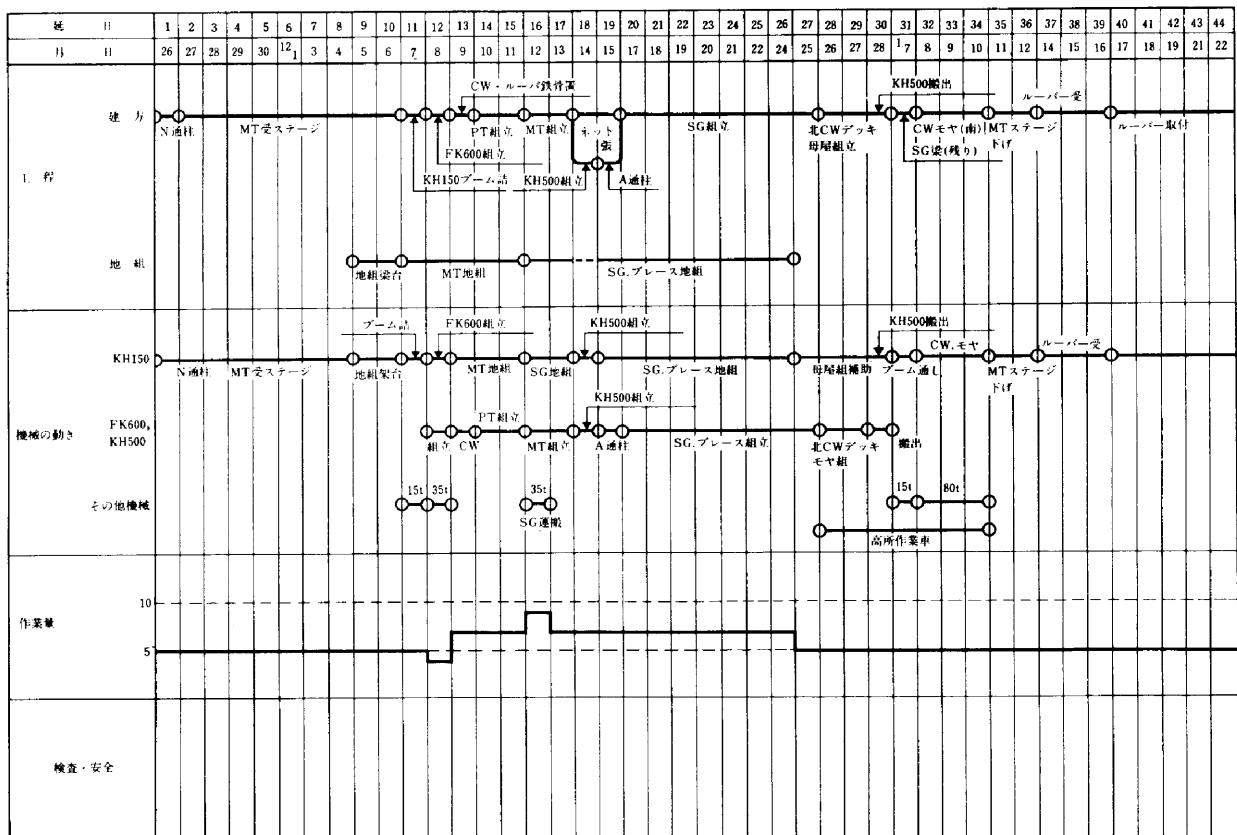 延 日 1 2 3 4 5 6 7 8 9 10 11 12 13 14 15 16 17 18 19 20 21 22 23 24 25 26 27 28 29 30 31 32 33 34 35 36 37 38 39 40 41 42 43 44
月 日 26 27 28 29 30 12 1 3 4 5 6 7 8 9 10 11 12 13 14 15 17 18 19 20 21 22 24 25 26 27 28 1 7 8 9 10 11 12 14 15 16 17 18 19 21 22
CW・ルーバ鉄骨置
KH500搬出
ルーバー受
建 方
N通柱
MT受ステージ
PT組立
MT組立
ネット
張
SG組立
北CWデッキ
母屋組立
CWモヤ(南)
MTステージ
下げ
ルーバー取付
FK600組立
SG梁(残り)
KH150ブーム詰
KH500組立
A通柱
工 程
地 組
地組梁台
MT地組
SG.ブレース地組
ブーム詰
FK600組立
KH500組立
KH500搬出
CW.モヤ
ルーバー受
KH150
N通柱
MT受ステージ
地組架台
MT地組
SG地組
SG.ブレース地組
母屋組補助
ブーム通し
MTステージ
下げ
KH500組立
PT組立
機械の動き
FK600,
KH500
組立
CW
MT組立
A通柱
SG.ブレース組立
北CWデッキ
モヤ組
搬出
その他機械
15t
35t
35t
SG運搬
15t
80t
高所作業車
作業量
10
5
検査・安全